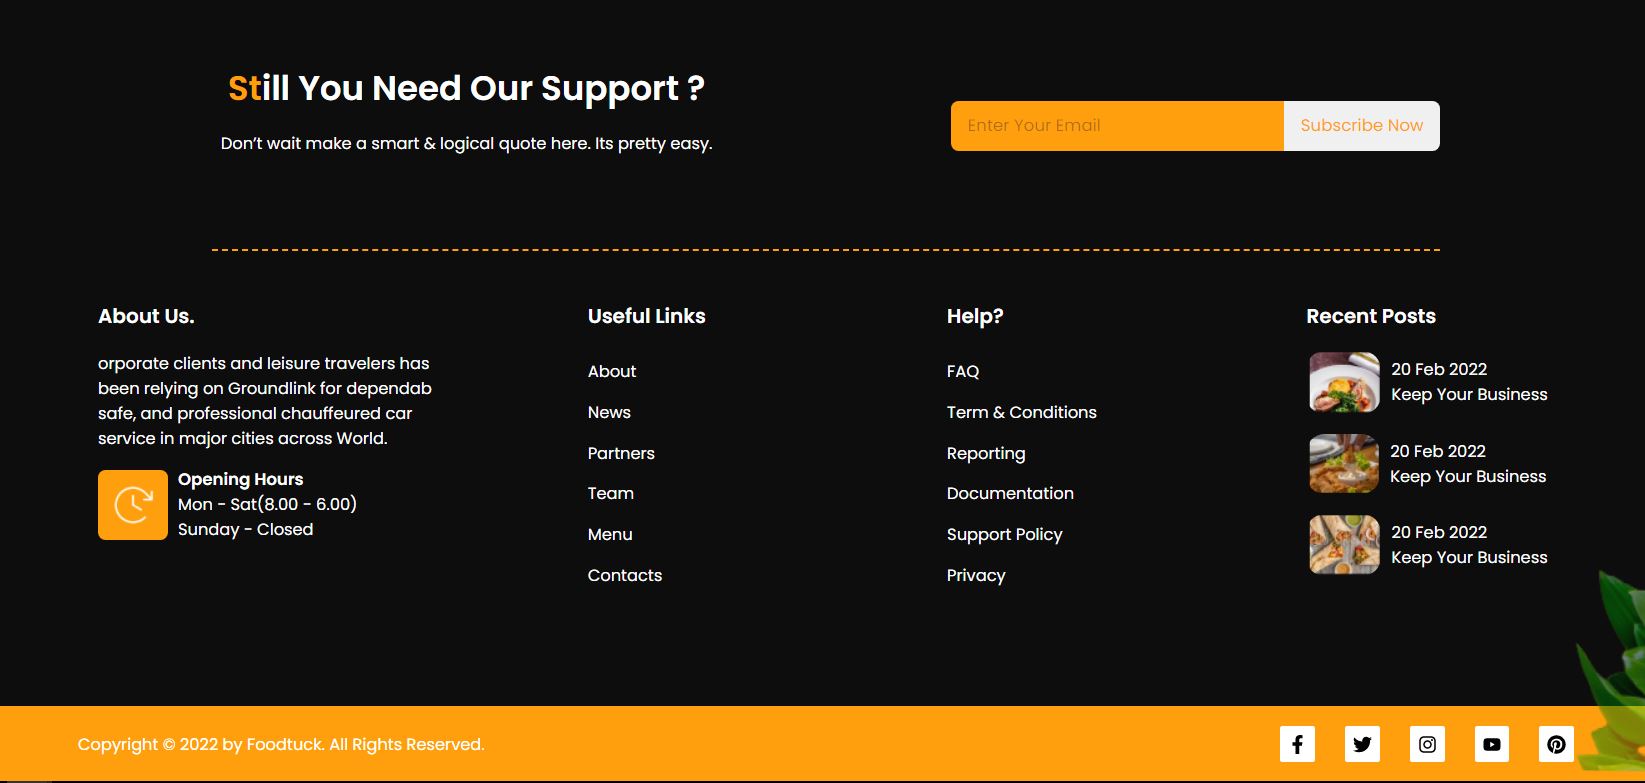 Still You Need Our Support ?
Don’t wait make a smart & logical quote here. Its pretty easy.
Enter Your Email
Subscribe Now
About Us.
orporate clients and leisure travelers has
been relying on Groundlink for dependab
safe, and professional chauffeured car
service in major cities across World.
Opening Hours
Mon - Sat(8.00 - 6.00)
Sunday - Closed
Useful Links
About
News
Partners
Team
Menu
Contacts
Help?
FAQ
Term & Conditions
Reporting
Documentation
Support Policy
Privacy
Recent Posts
20 Feb 2022
Keep Your Business
20 Feb 2022
Keep Your Business
20 Feb 2022
Keep Your Business
Copyright © 2022 by Foodtuck. All Rights Reserved.